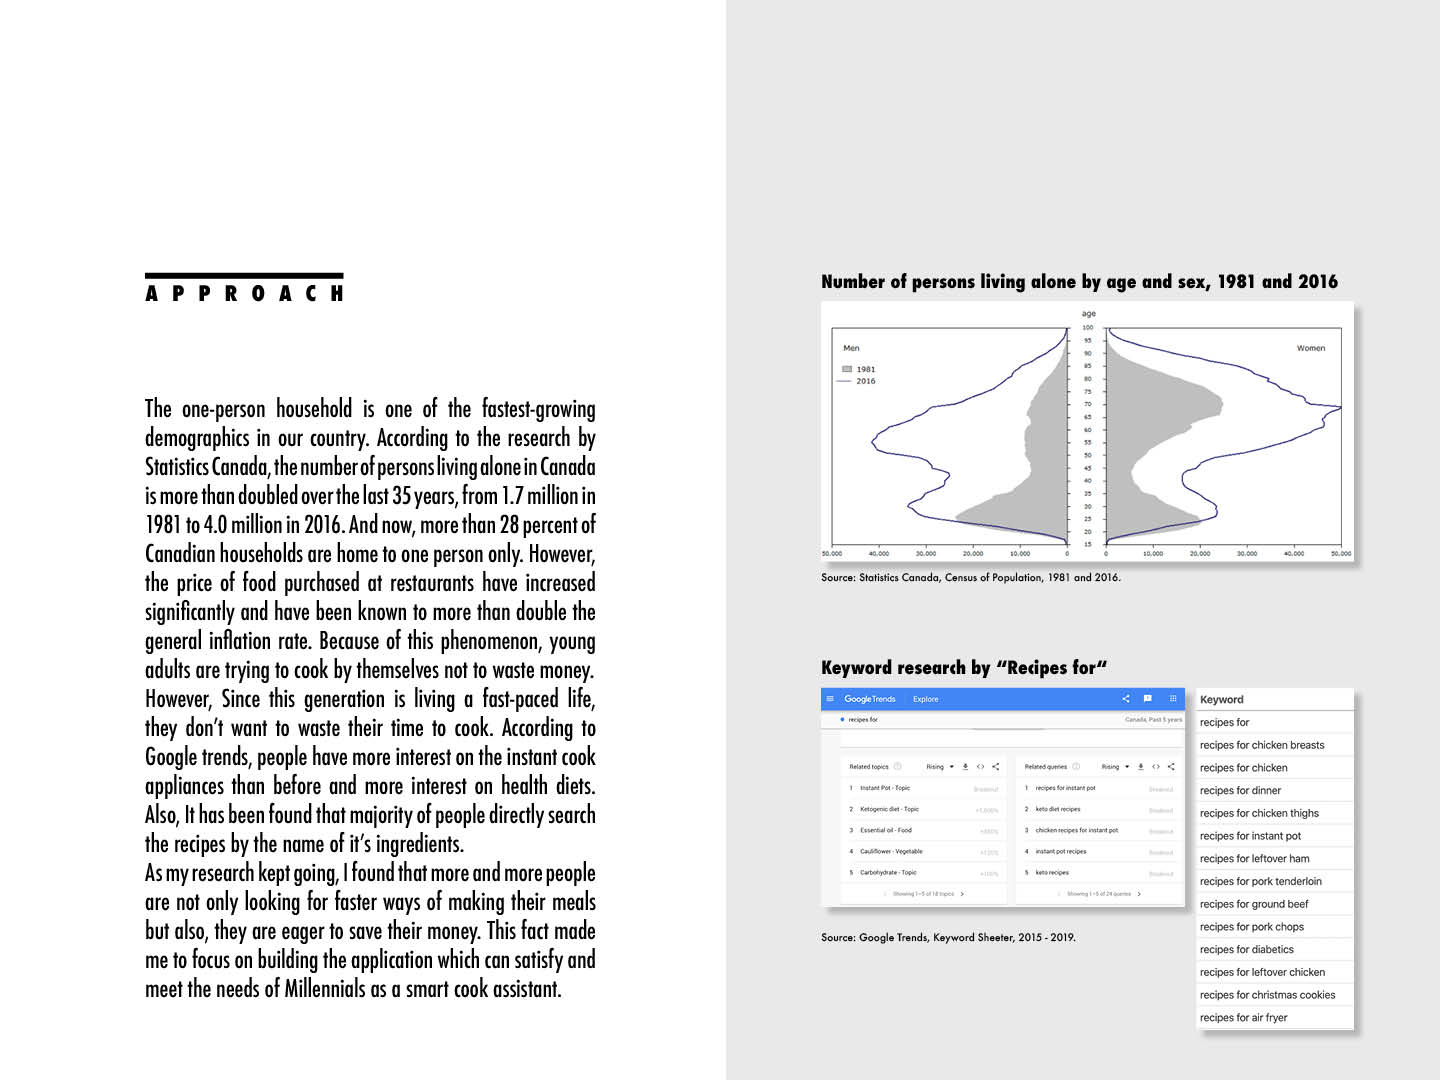 APPROACH
The one-person household is one of the fastest-growing
demographics in our country. According to the research by
Statistics Canada, the number of persons living alone in Canada
is more than doubled over the last 35 years, from 1.7 million in
1981 to 4.0 million in 2016. And now, more than 28 percent of
Canadian households are home to one person only. However,
the price of food purchased at restaurants have increased
significantly and have been known to more than double the
general inflation rate. Because of this phenomenon, young
adults are trying to cook by themselves not to waste money.
However, Since this generation is living a fast-paced life,
they don't want to waste their time to cook. According to
Google trends, people have more interest on the instant cook
appliances than before and more interest on health diets.
Also, It has been found that majority of people directly search
the recipes by the name of it's ingredients.
As my research kept going, I found that more and more people
are not only looking for faster ways of making their meals
but also, they are eager to save their money. This fact made
me to focus on building the application which can satisfy and
meet the needs of Millennials as a smart cook assistant.
Number of persons living alone by age and sex, 1981 and 2016
age
Men
Women
1981
2016
100
95
90
85
80
75
70
65
60
55
50
45
40
35
30
25
20
15
50,000 40,000 30,000 20,000 10,000 0
0 10,000 20,000 30,000 40,000 50,000
Source: Statistics Canada, Census of Population, 1981 and 2016.
Keyword research by “Recipes for“
Google Trends Explore
recipes for
Canada, Past 5 years
Related topics Rising
1 Instant Pot - Topic Breakout
2 Ketogenic diet - Topic
3 Essential oil - Food
4 Cauliflower - Vegetable
5 Carbohydrate - Topic
Showing 1–5 of 18 topics
Related queries Rising
1 recipes for instant pot Breakout
2 keto diet recipes Breakout
3 chicken recipes for instant pot Breakout
4 instant pot recipes Breakout
5 keto recipes Breakout
Showing 1–5 of 24 queries
Source: Google Trends, Keyword Sheeter, 2015 - 2019.
Keyword
recipes for
recipes for chicken breasts
recipes for chicken
recipes for dinner
recipes for chicken thighs
recipes for instant pot
recipes for leftover ham
recipes for pork tenderloin
recipes for ground beef
recipes for pork chops
recipes for diabetics
recipes for leftover chicken
recipes for christmas cookies
recipes for air fryer